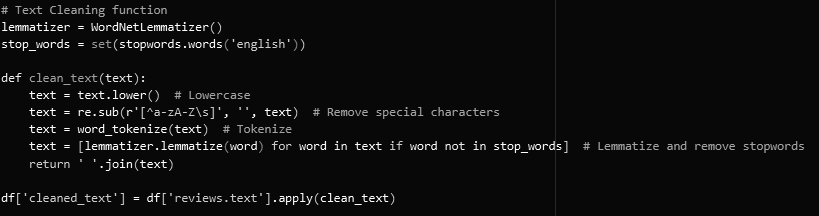 # Text Cleaning function
lemmatizer = WordNetLemmatizer()
stop_words = set(stopwords.words('english'))

def clean_text(text):
    text = text.lower()  # Lowercase
    text = re.sub(r'[^a-zA-Z\s]', '', text)  # Remove special characters
    text = word_tokenize(text)  # Tokenize
    text = [lemmatizer.lemmatize(word) for word in text if word not in stop_words]  # Lemmatize and remove stopwords
    return ' '.join(text)

df['cleaned_text'] = df['reviews.text'].apply(clean_text)